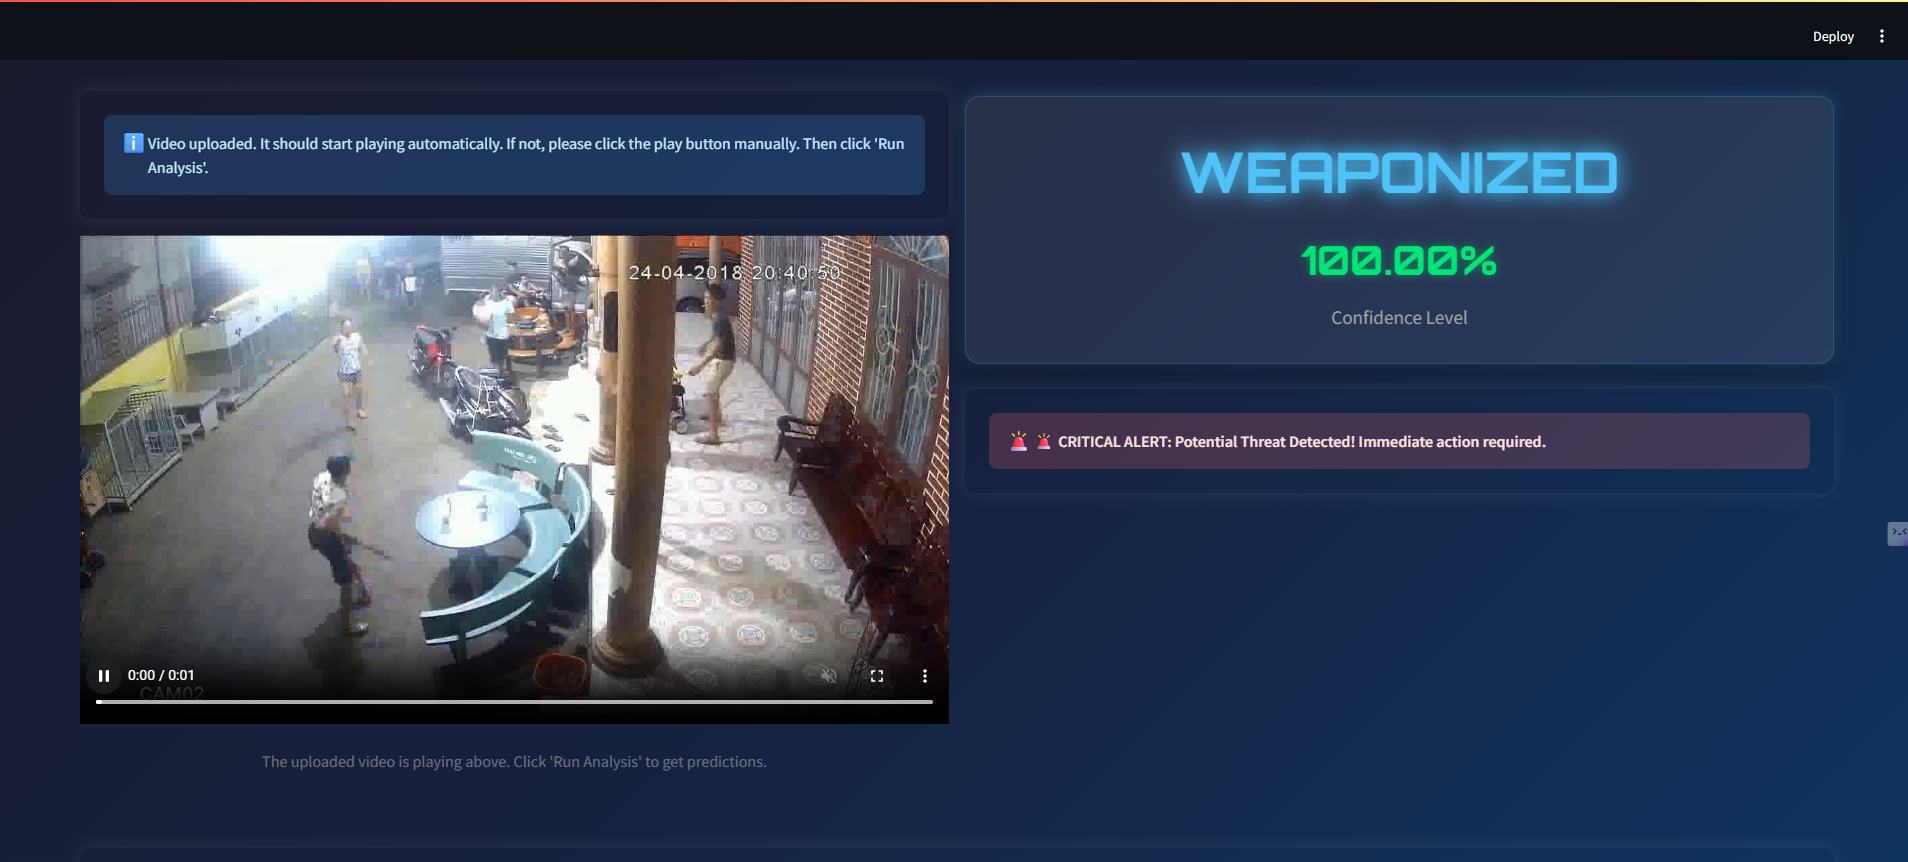 Deploy
Video uploaded. It should start playing automatically. If not, please click the play button manually. Then click 'Run
Analysis'.
WEAPONIZED
100.00%
Confidence Level
CRITICAL ALERT: Potential Threat Detected! Immediate action required.
24-04-2018 20:40:50
0:00 / 0:01
CAM02
The uploaded video is playing above. Click 'Run Analysis' to get predictions.